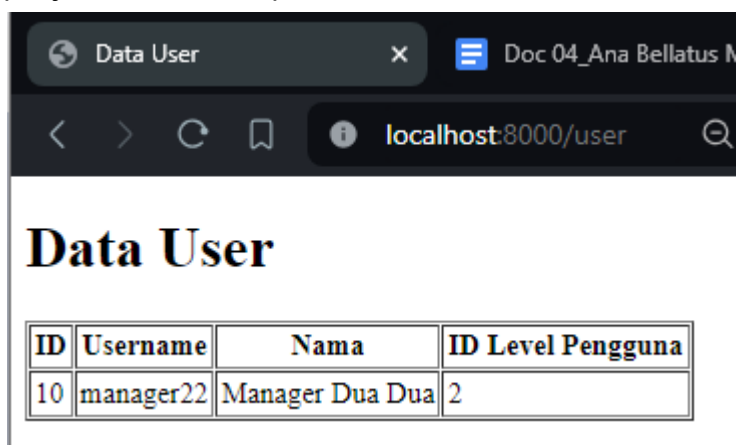 Data User
Doc 04_Ana Bellatus
localhost:8000/user
Data User
ID Username Nama ID Level Pengguna
10 manager22 Manager Dua Dua 2